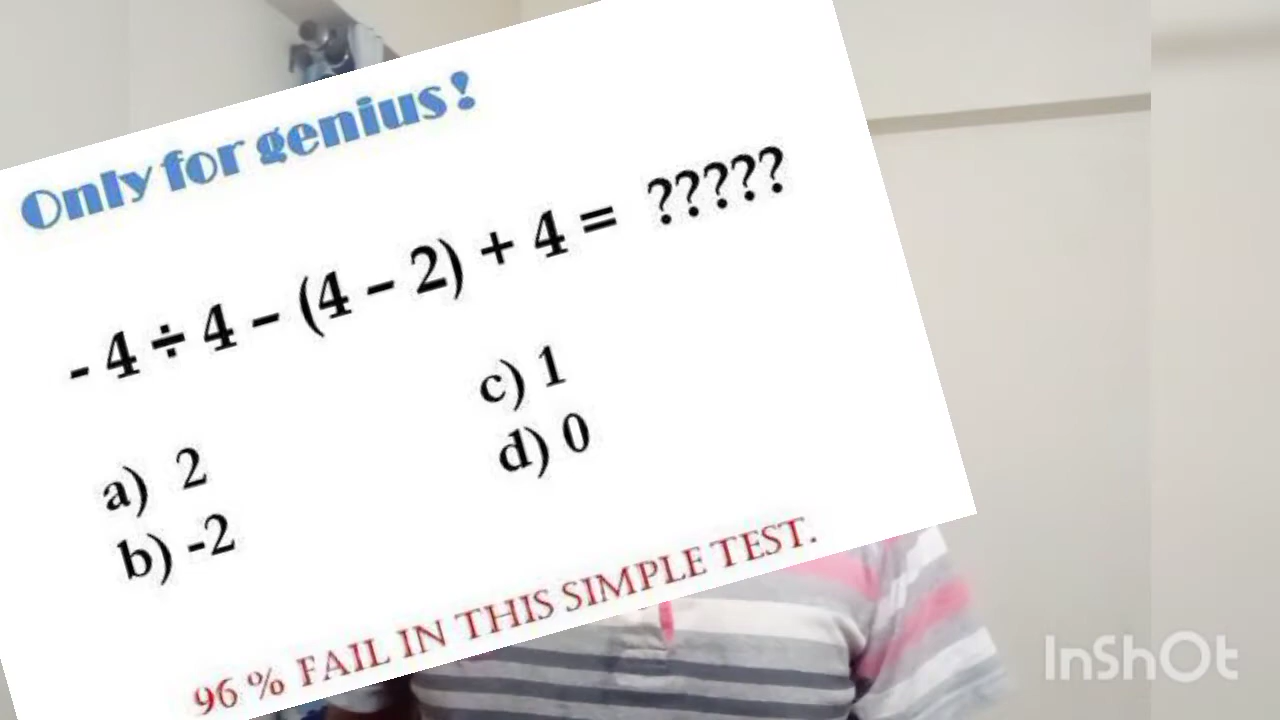 Only for genius!
- 4 ÷ 4 – (4 – 2) + 4 = ?????
a) 2
b) -2
c) 1
d) 0
96 % FAIL IN THIS SIMPLE TEST.
InShOt